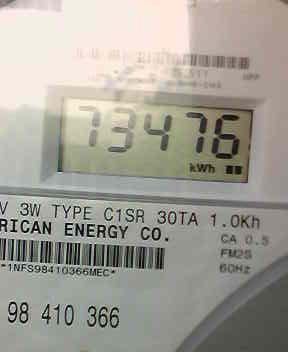 73476
kWh
V 3W TYPE C1SR 30TA 1.0Kh
RICAN ENERGY CO.
CA 0.5
FM2S
60Hz
*1NFS98410366MEC*
98 410 366